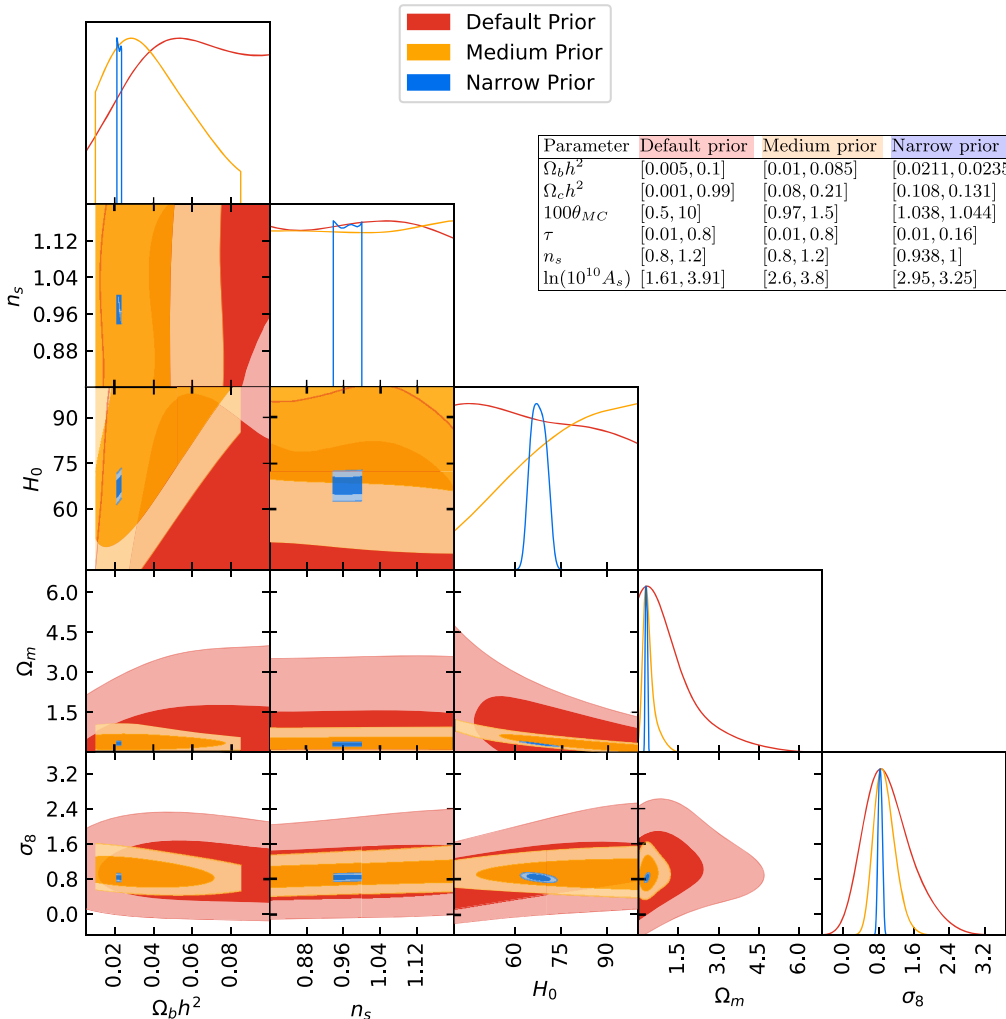 Default Prior
Medium Prior
Narrow Prior
Parameter Default prior Medium prior Narrow prior
Ω_b h² [0.005, 0.1] [0.01, 0.085] [0.0211, 0.0235
Ω_c h² [0.001, 0.99] [0.08, 0.21] [0.108, 0.131]
100θ_MC [0.5, 10] [0.97, 1.5] [1.038, 1.044]
τ [0.01, 0.8] [0.01, 0.8] [0.01, 0.16]
n_s [0.8, 1.2] [0.8, 1.2] [0.938, 1]
ln(10¹⁰A_s) [1.61, 3.91] [2.6, 3.8] [2.95, 3.25]
1.12
1.04
0.96
0.88
n_s
90
75
60
H_0
6.0
4.5
3.0
1.5
Ω_m
3.2
2.4
1.6
0.8
0.0
σ_8
0.02 0.04 0.06 0.08
0.88 0.96 1.04 1.12
60 75 90
1.5 3.0 4.5 6.0
0.0 0.8 1.6 2.4 3.2
Ω_b h² n_s H_0 Ω_m σ_8